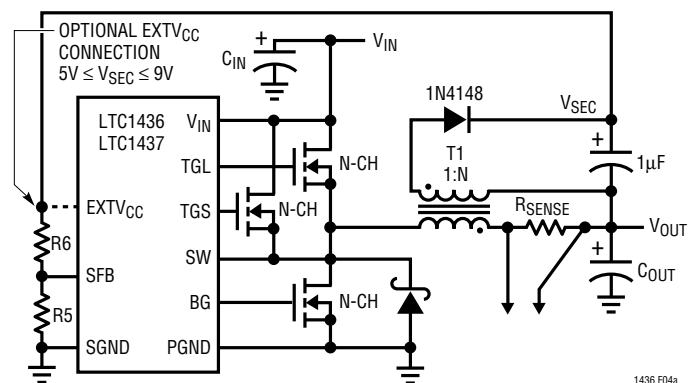 OPTIONAL EXTVCC
CONNECTION
5V ≤ VSEC ≤ 9V
+
CIN
VIN
1N4148
VSEC
LTC1436
LTC1437
VIN
TGL
N-CH
T1
1:N
+
1µF
EXTVCC
TGS
N-CH
RSENSE
VOUT
R6
SW
+
COUT
SFB
BG
N-CH
R5
SGND
PGND
1436 F04a